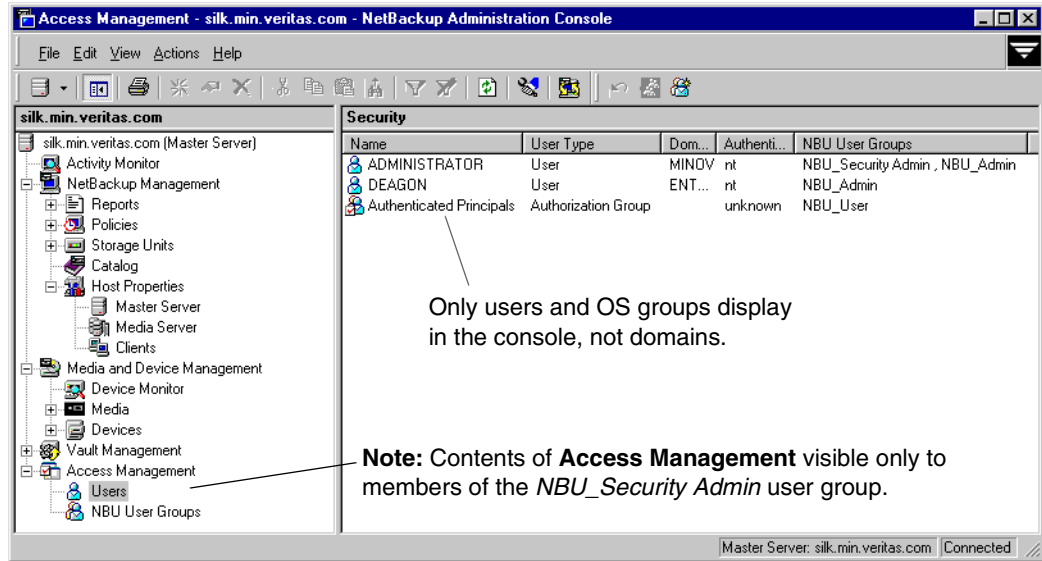 Access Management - silk.min.veritas.com - NetBackup Administration Console
File Edit View Actions Help
silk.min.veritas.com
Security
silk.min.veritas.com (Master Server)
Activity Monitor
NetBackup Management
Reports
Policies
Storage Units
Catalog
Host Properties
Master Server
Media Server
Clients
Media and Device Management
Device Monitor
Media
Devices
Vault Management
Access Management
Users
NBU User Groups
Name User Type Dom... Authenti... NBU User Groups
ADMINISTRATOR User MINOV nt NBU_Security Admin , NBU_Admin
DEAGON User ENT... nt NBU_Admin
Authenticated Principals Authorization Group unknown NBU_User
Only users and OS groups display
in the console, not domains.
Note: Contents of Access Management visible only to
members of the NBU_Security Admin user group.
Master Server: silk.min.veritas.com Connected